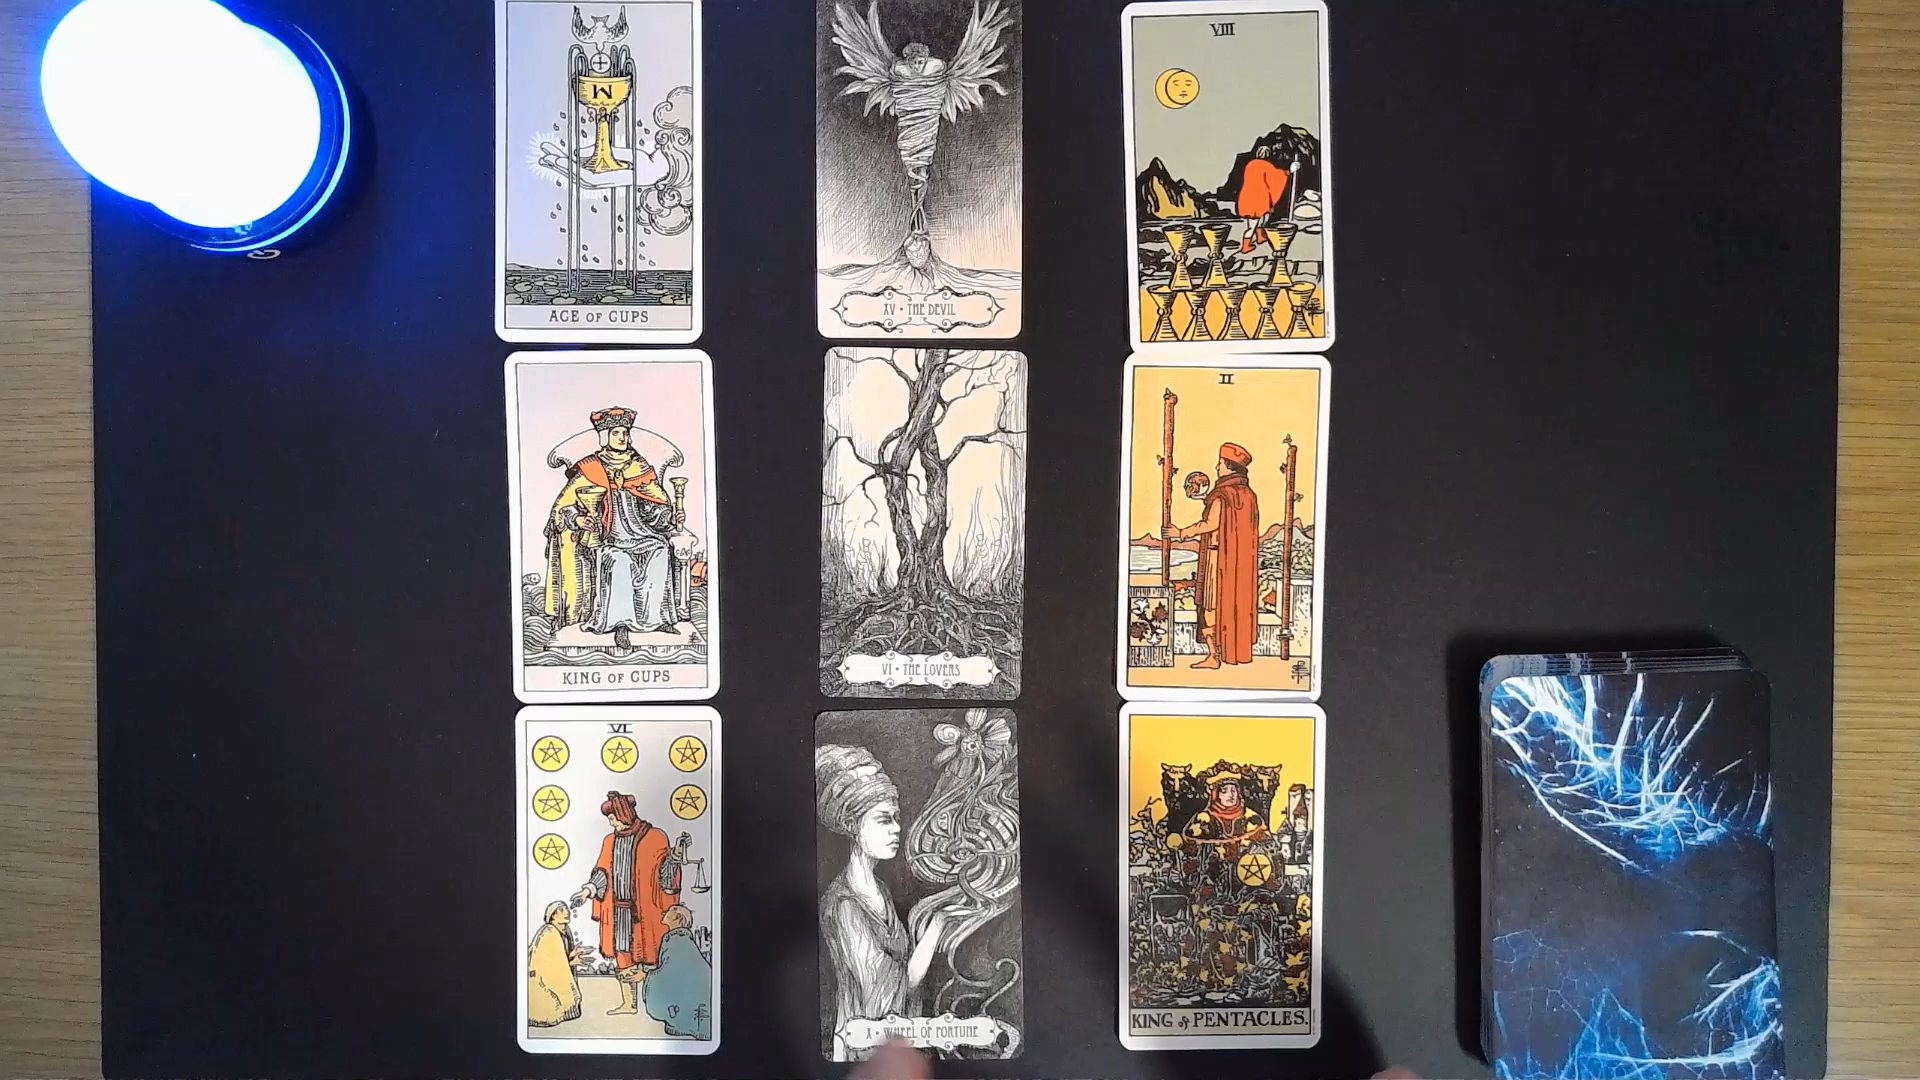 ACE OF CUPS
XV • THE DEVIL
VIII
KING OF CUPS
VI • THE LOVERS
II
VI
X • WHEEL OF FORTUNE
KING of PENTACLES.